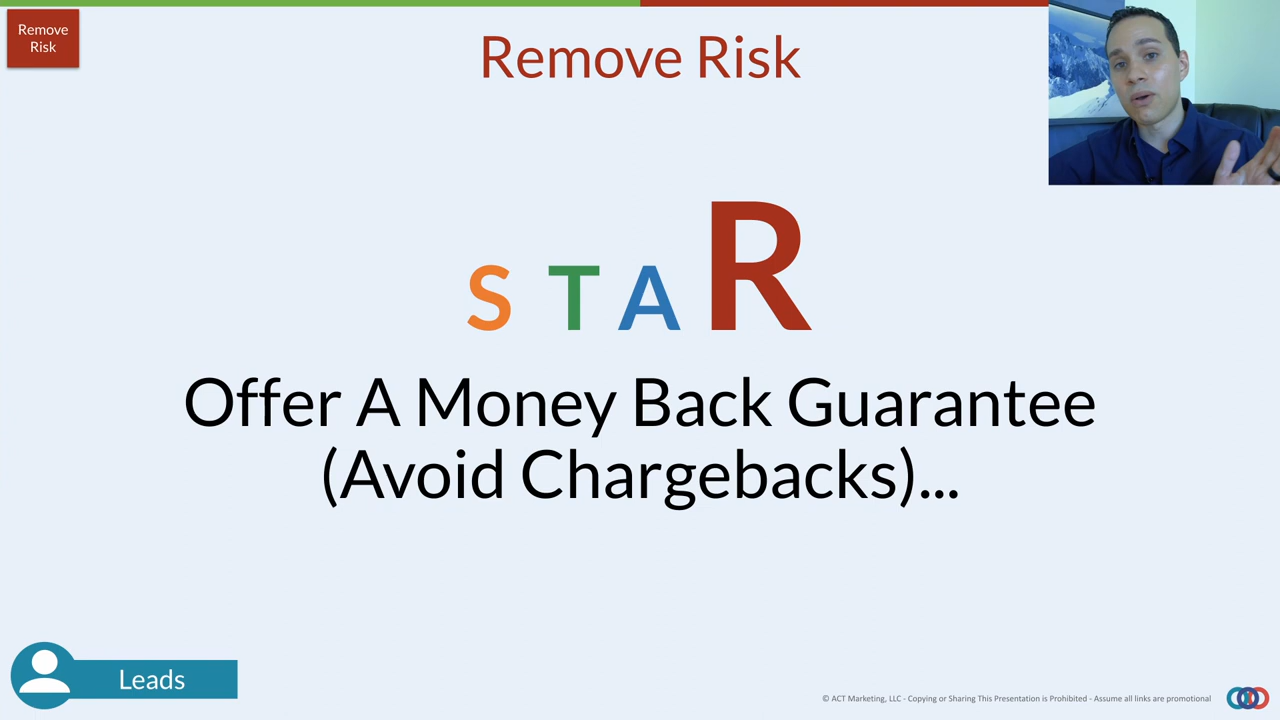 Remove
Risk
Remove Risk
S T A R
Offer A Money Back Guarantee
(Avoid Chargebacks)...
Leads
© ACT Marketing, LLC - Copying or Sharing This Presentation is Prohibited - Assume all links are promotional